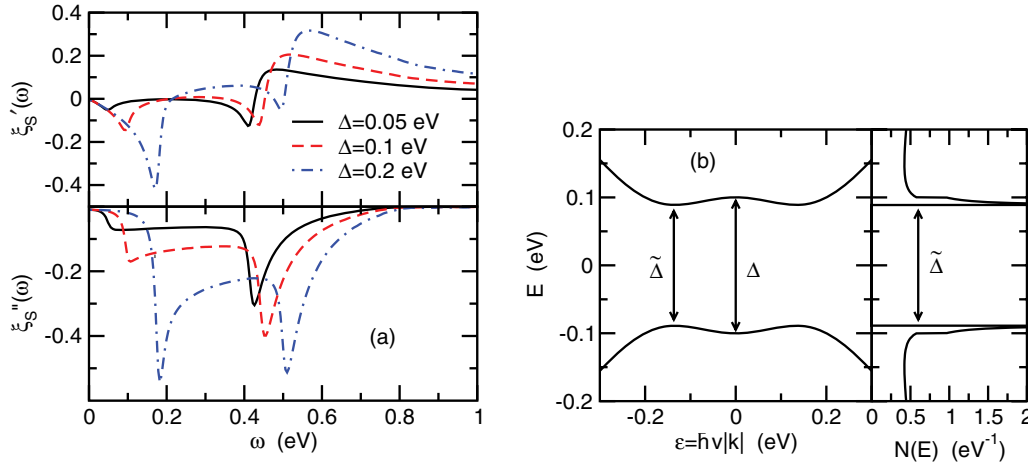 0.4
0.2
0
-0.2
-0.4
ξS'(ω)
Δ=0.05 eV
Δ=0.1 eV
Δ=0.2 eV
-0.2
-0.4
ξS"(ω)
(a)
0 0.2 0.4 0.6 0.8 1
ω (eV)
0.2
0.1
0
-0.1
-0.2
E (eV)
(b)
Δ̃
Δ
Δ̃
-0.2 0 0.2
ε=ħv|k| (eV)
0 0.5 1 1.5 2
N(E) (eV⁻¹)